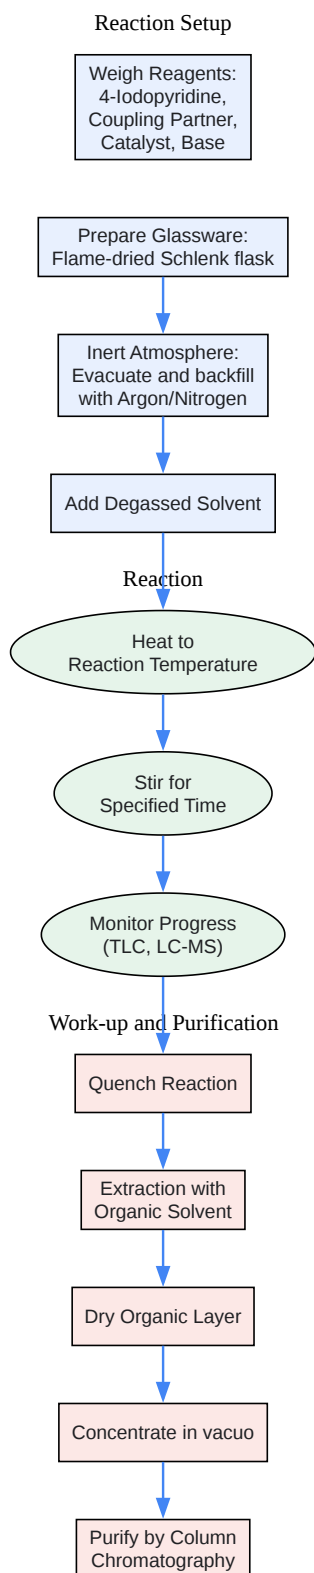 Reaction Setup
Weigh Reagents:
4-Iodopyridine,
Coupling Partner,
Catalyst, Base
Prepare Glassware:
Flame-dried Schlenk flask
Inert Atmosphere:
Evacuate and backfill
with Argon/Nitrogen
Add Degassed Solvent
Reaction
Heat to
Reaction Temperature
Stir for
Specified Time
Monitor Progress
(TLC, LC-MS)
Work-up and Purification
Quench Reaction
Extraction with
Organic Solvent
Dry Organic Layer
Concentrate in vacuo
Purify by Column
Chromatography